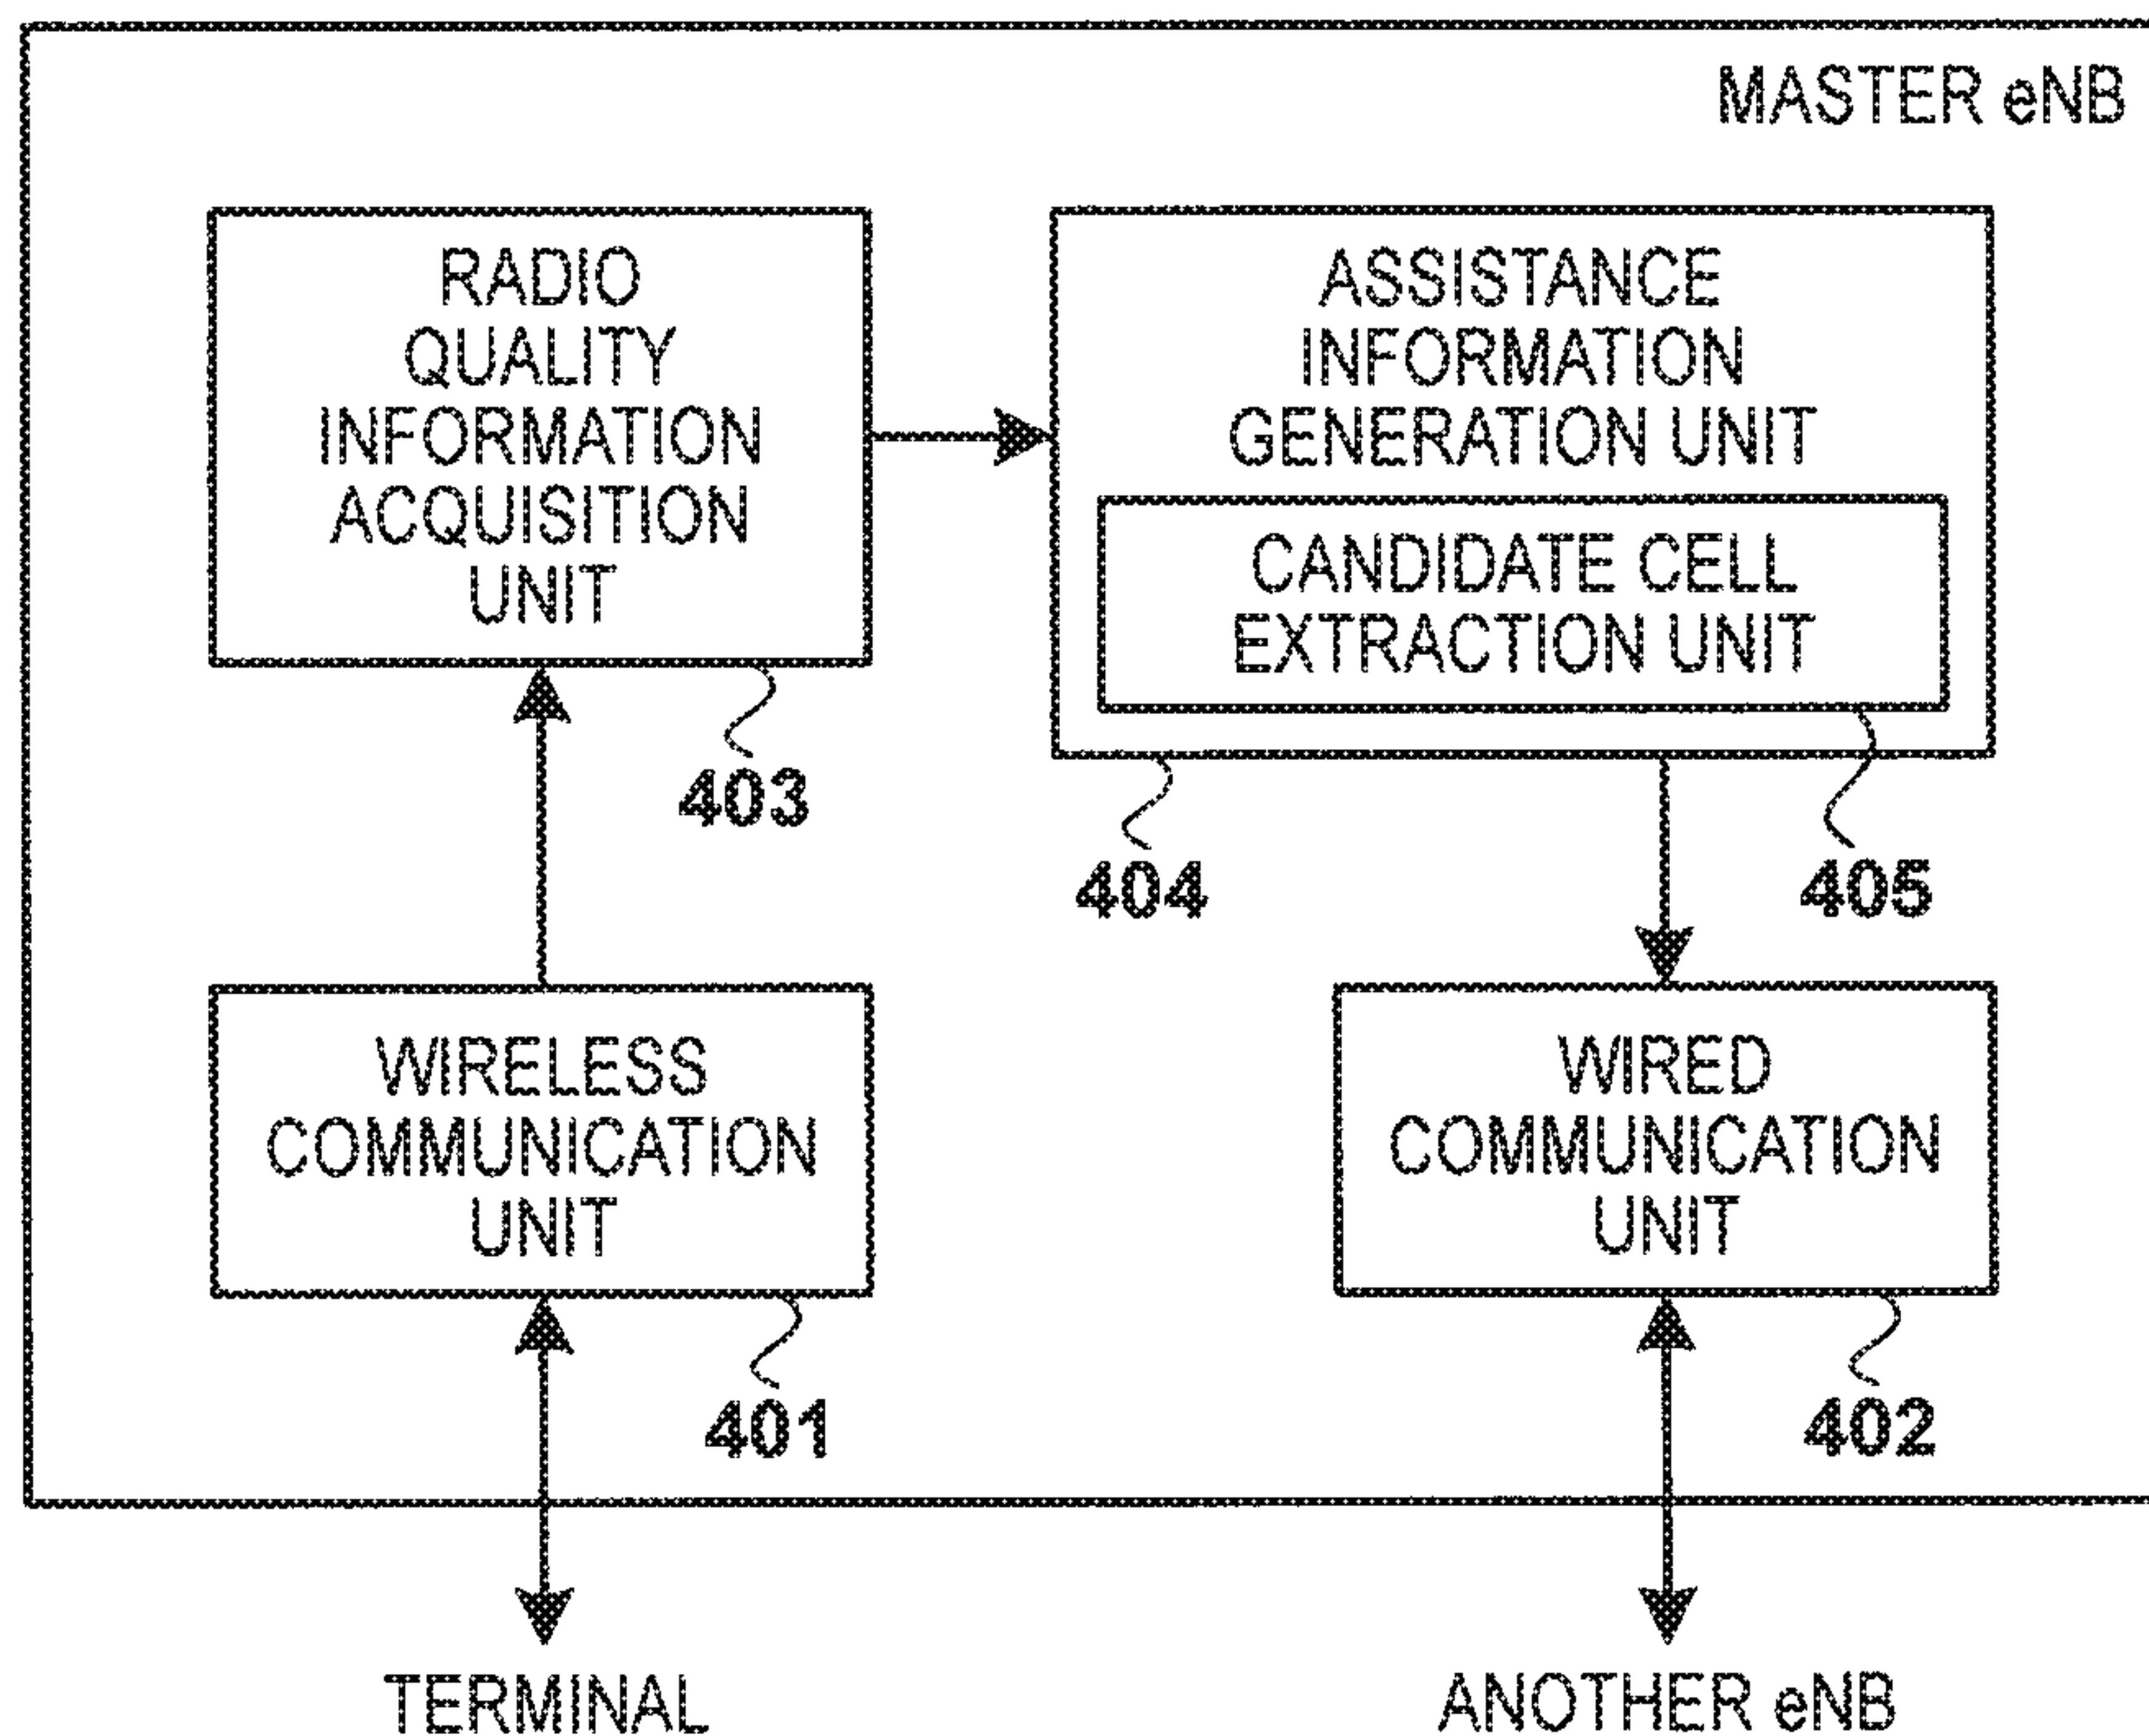 MASTER eNB
RADIO
QUALITY
INFORMATION
ACQUISITION
UNIT
403
ASSISTANCE
INFORMATION
GENERATION UNIT
CANDIDATE CELL
EXTRACTION UNIT
404
405
WIRELESS
COMMUNICATION
UNIT
401
WIRED
COMMUNICATION
UNIT
402
TERMINAL
ANOTHER eNB